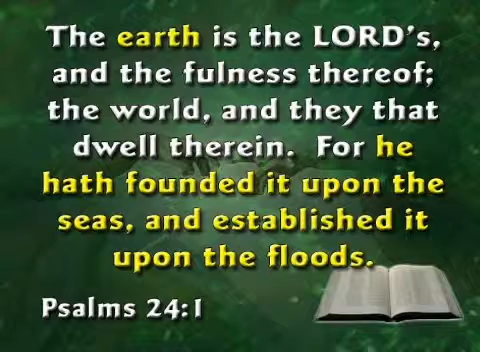 The earth is the LORD's,
and the fulness thereof;
the world, and they that
dwell therein.  For he
hath founded it upon the
seas, and established it
upon the floods.
Psalms 24:1